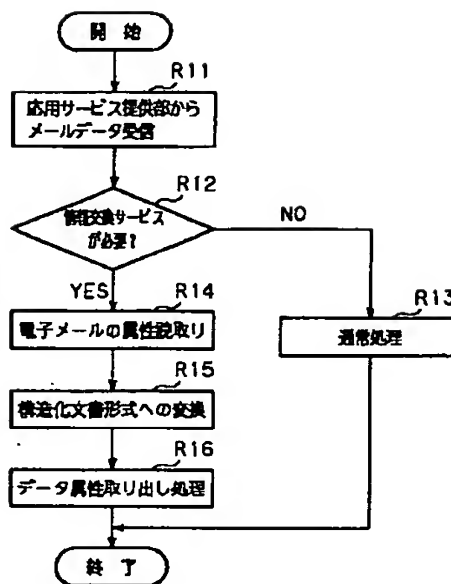 開始
R11
応用サービス提供部から
メールデータ受信
R12
情報交換サービス
が必要?
NO
YES
R14
R13
電子メールの属性読取り
通常処理
R15
構造化文書形式への変換
R16
データ属性取り出し処理
終了